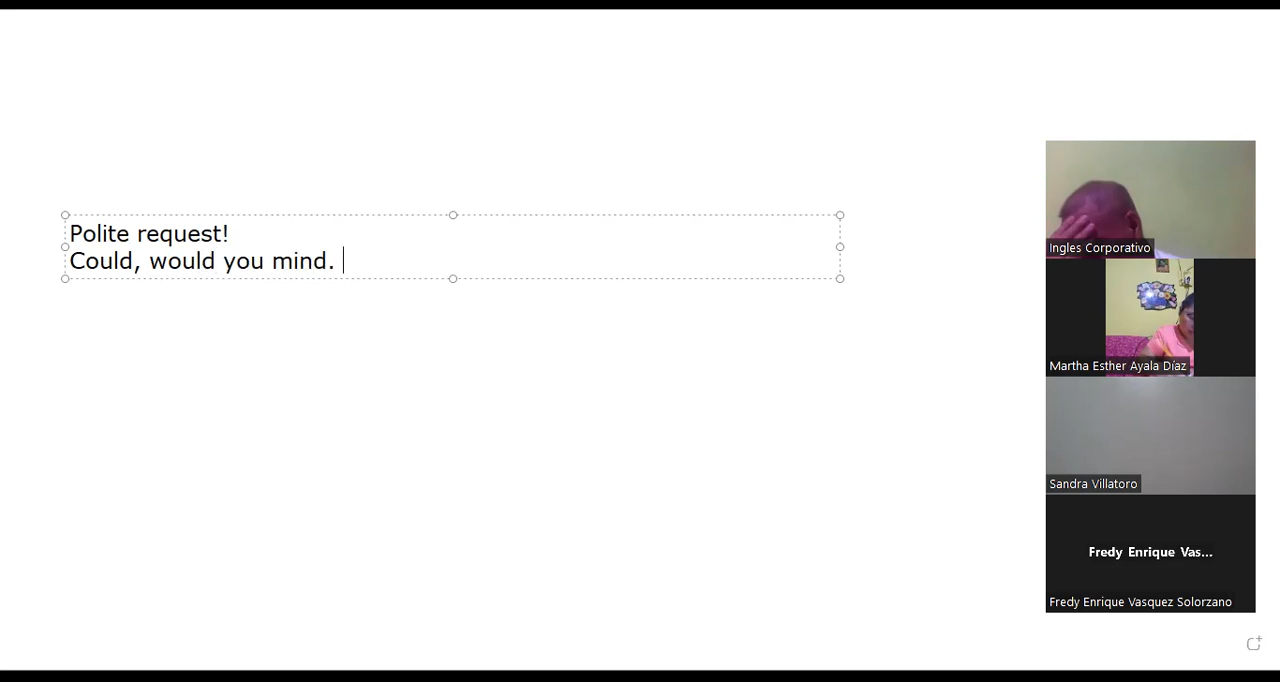 Polite request!
Could, would you mind.
Ingles Corporativo
Martha Esther Ayala Díaz
Sandra Villatoro
Fredy Enrique Vas...
Fredy Enrique Vasquez Solorzano